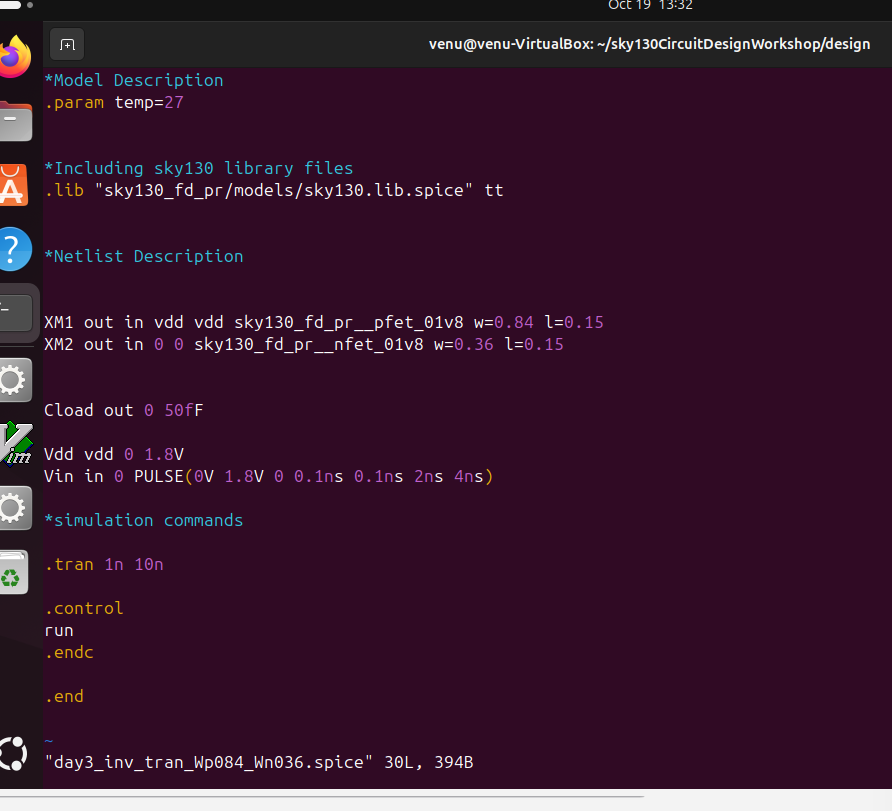 Oct 19 13:32
venu@venu-VirtualBox: ~/sky130CircuitDesignWorkshop/design
*Model Description
.param temp=27
*Including sky130 library files
.lib "sky130_fd_pr/models/sky130.lib.spice" tt
*Netlist Description
XM1 out in vdd vdd sky130_fd_pr__pfet_01v8 w=0.84 l=0.15
XM2 out in 0 0 sky130_fd_pr__nfet_01v8 w=0.36 l=0.15
Cload out 0 50fF
Vdd vdd 0 1.8V
Vin in 0 PULSE(0V 1.8V 0 0.1ns 0.1ns 2ns 4ns)
*simulation commands
.tran 1n 10n
.control
run
.endc
.end
~
"day3_inv_tran_Wp084_Wn036.spice" 30L, 394B